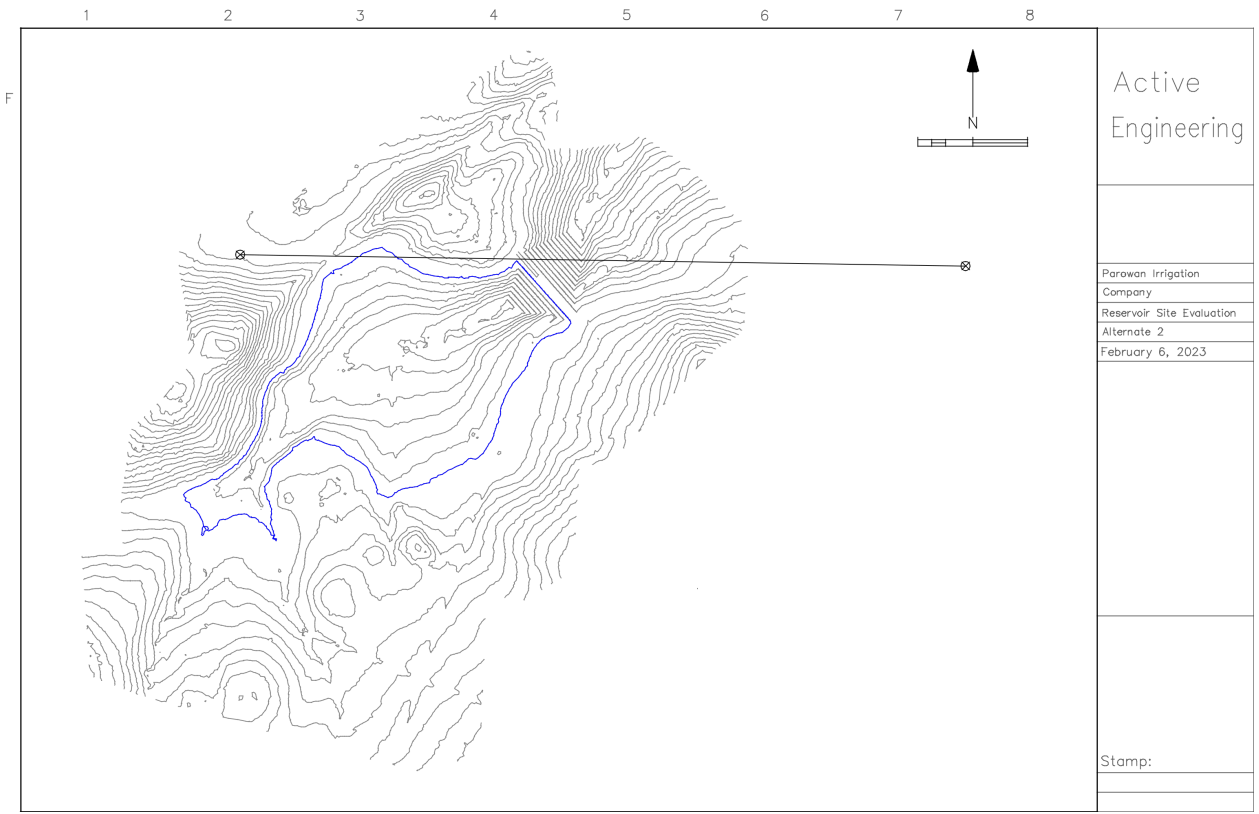 1 2 3 4 5 6 7 8
F
N
Active
Engineering
Parowan Irrigation
Company
Reservoir Site Evaluation
Alternate 2
February 6, 2023
Stamp: